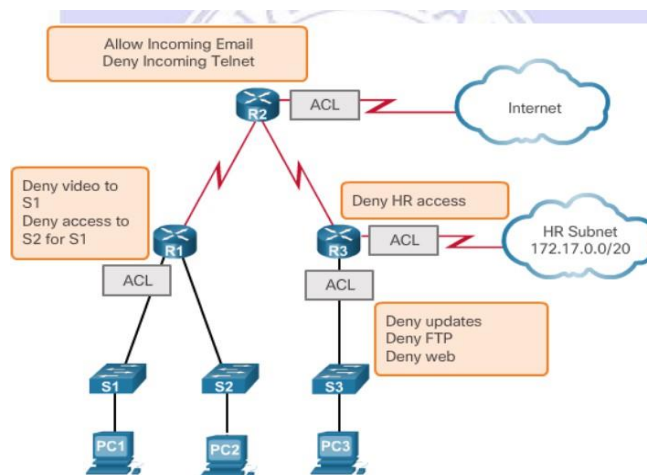 Allow Incoming Email
Deny Incoming Telnet
ACL
Internet
R2
Deny video to
S1
Deny access to
S2 for S1
Deny HR access
HR Subnet
172.17.0.0/20
R1
R3
ACL
ACL
ACL
Deny updates
Deny FTP
Deny web
S1
S2
S3
PC1
PC2
PC3